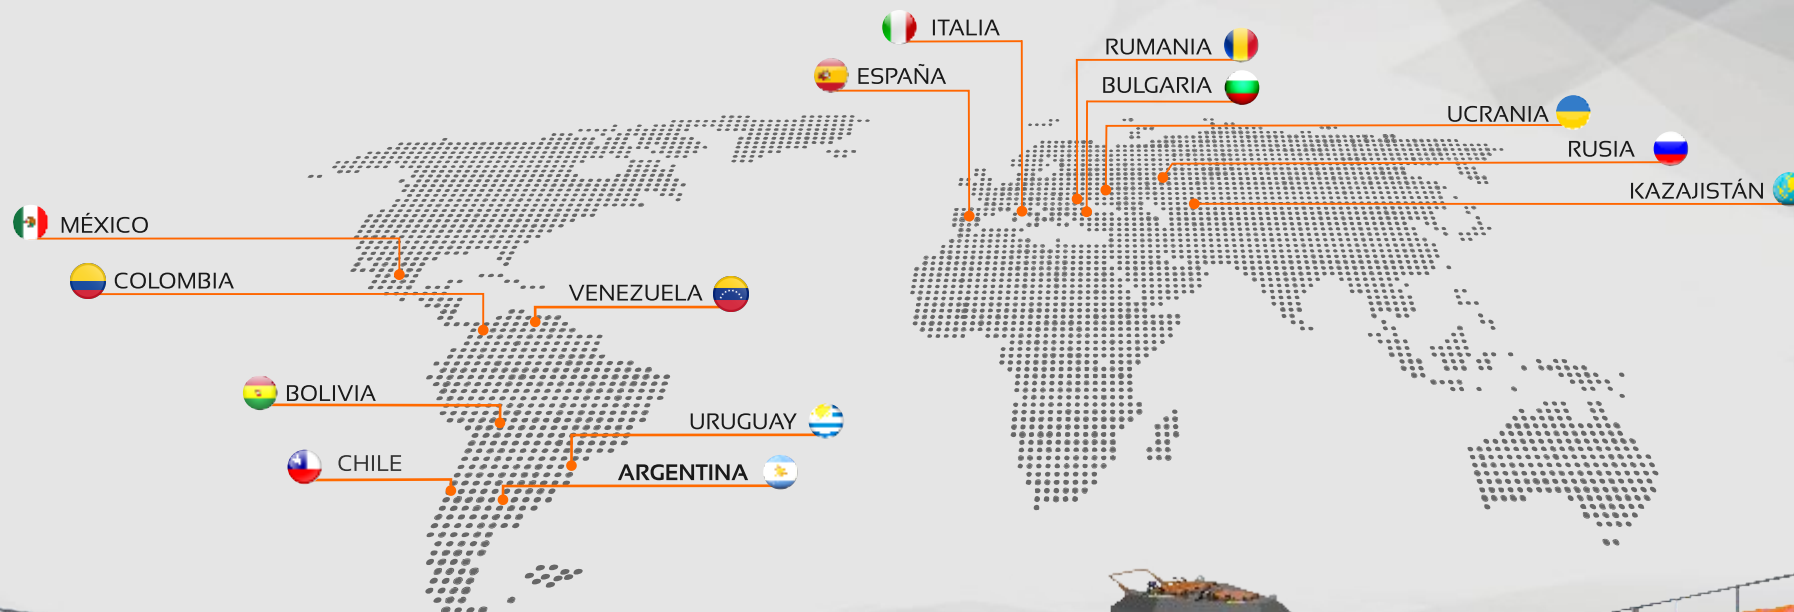 ITALIA
RUMANIA
ESPAÑA
BULGARIA
UCRANIA
RUSIA
KAZAJISTÁN
MÉXICO
COLOMBIA
VENEZUELA
BOLIVIA
URUGUAY
CHILE
ARGENTINA